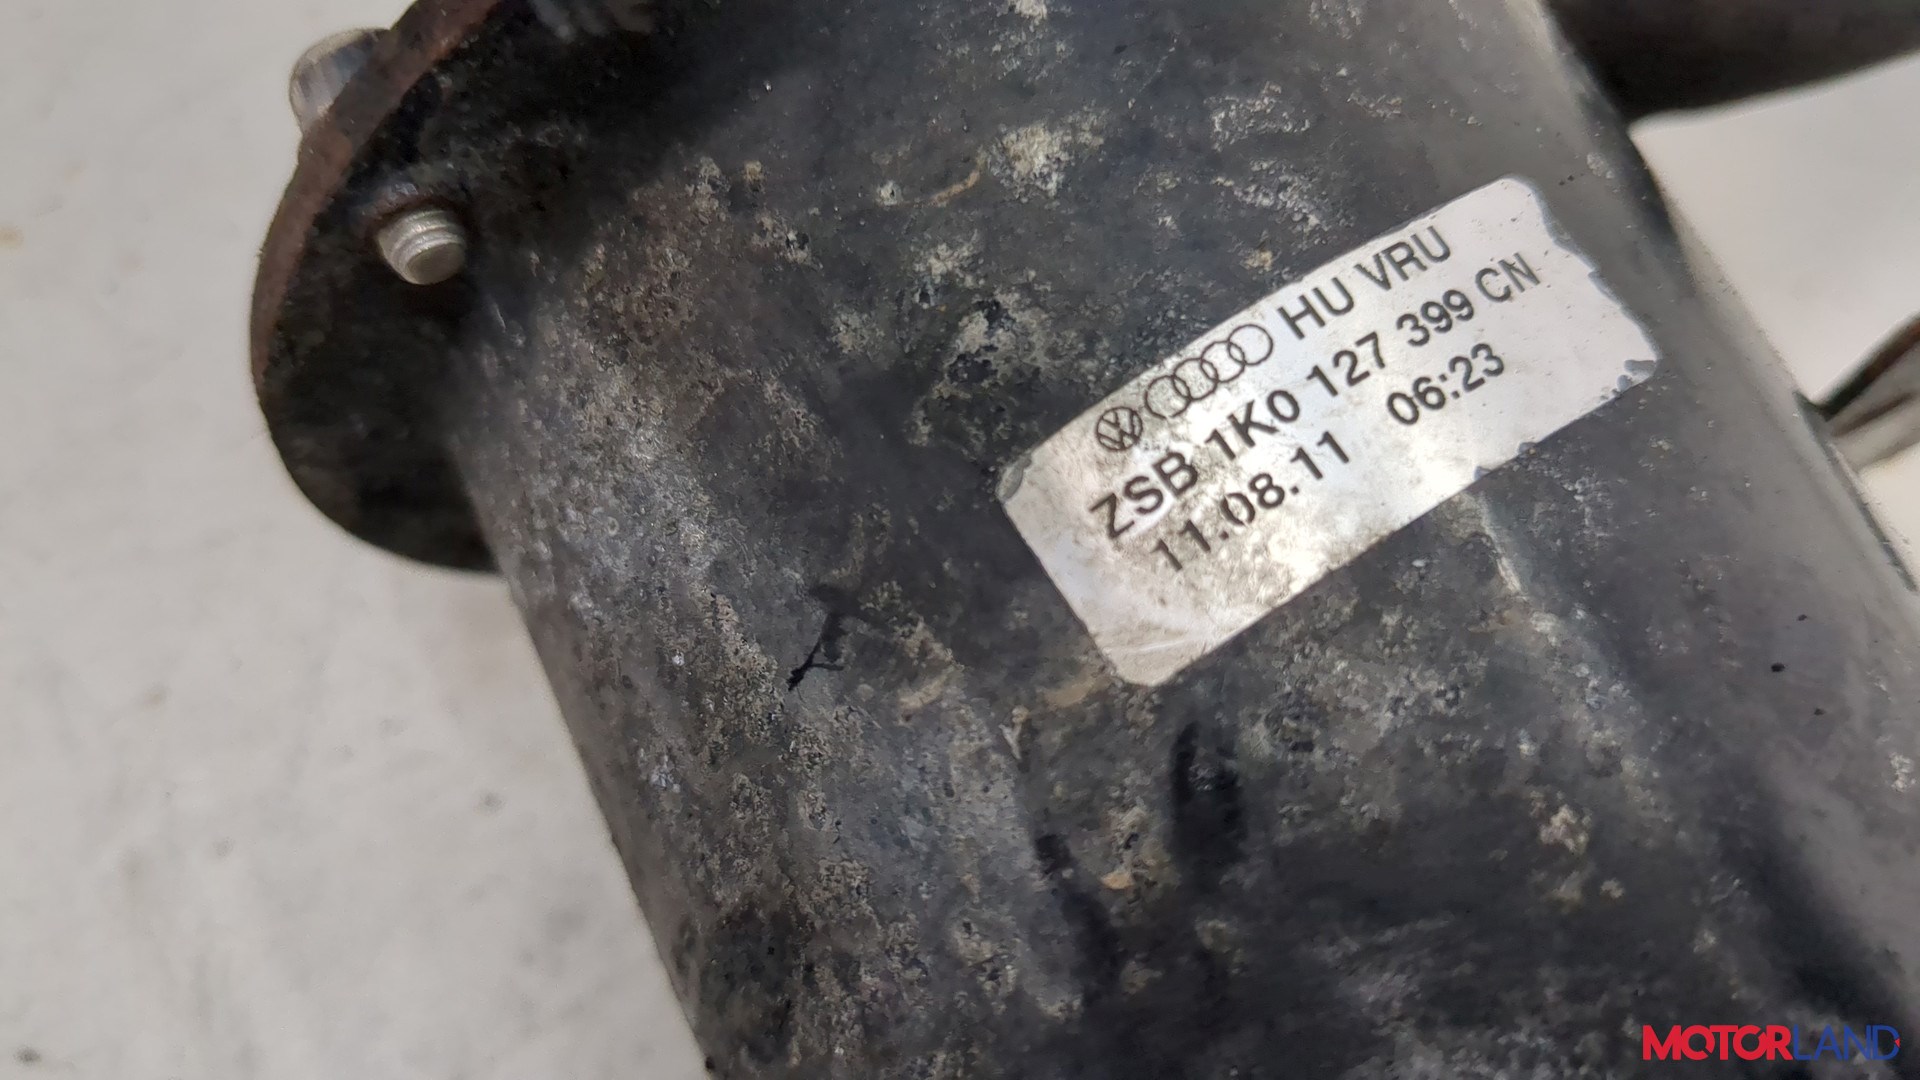 HU VRU
ZSB 1K0 127 399 CN
11.08.11 06:23
MOTORLAND